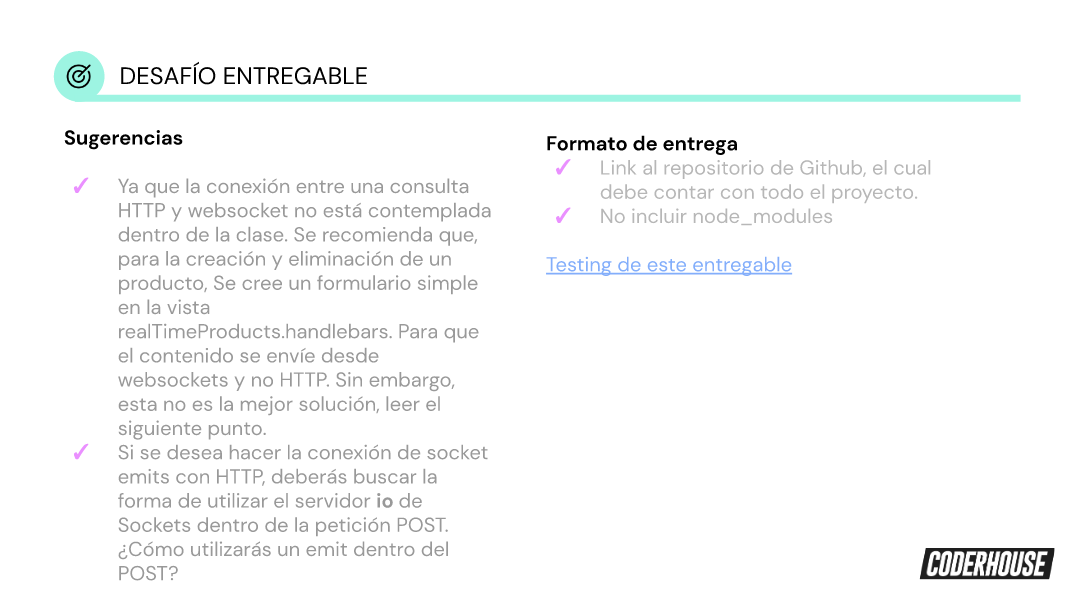 DESAFÍO ENTREGABLE
Sugerencias
Ya que la conexión entre una consulta
HTTP y websocket no está contemplada
dentro de la clase. Se recomienda que,
para la creación y eliminación de un
producto, Se cree un formulario simple
en la vista
realTimeProducts.handlebars. Para que
el contenido se envíe desde
websockets y no HTTP. Sin embargo,
esta no es la mejor solución, leer el
siguiente punto.
Si se desea hacer la conexión de socket
emits con HTTP, deberás buscar la
forma de utilizar el servidor io de
Sockets dentro de la petición POST.
¿Cómo utilizarás un emit dentro del
POST?
Formato de entrega
Link al repositorio de Github, el cual
debe contar con todo el proyecto.
No incluir node_modules
Testing de este entregable
CODERHOUSE